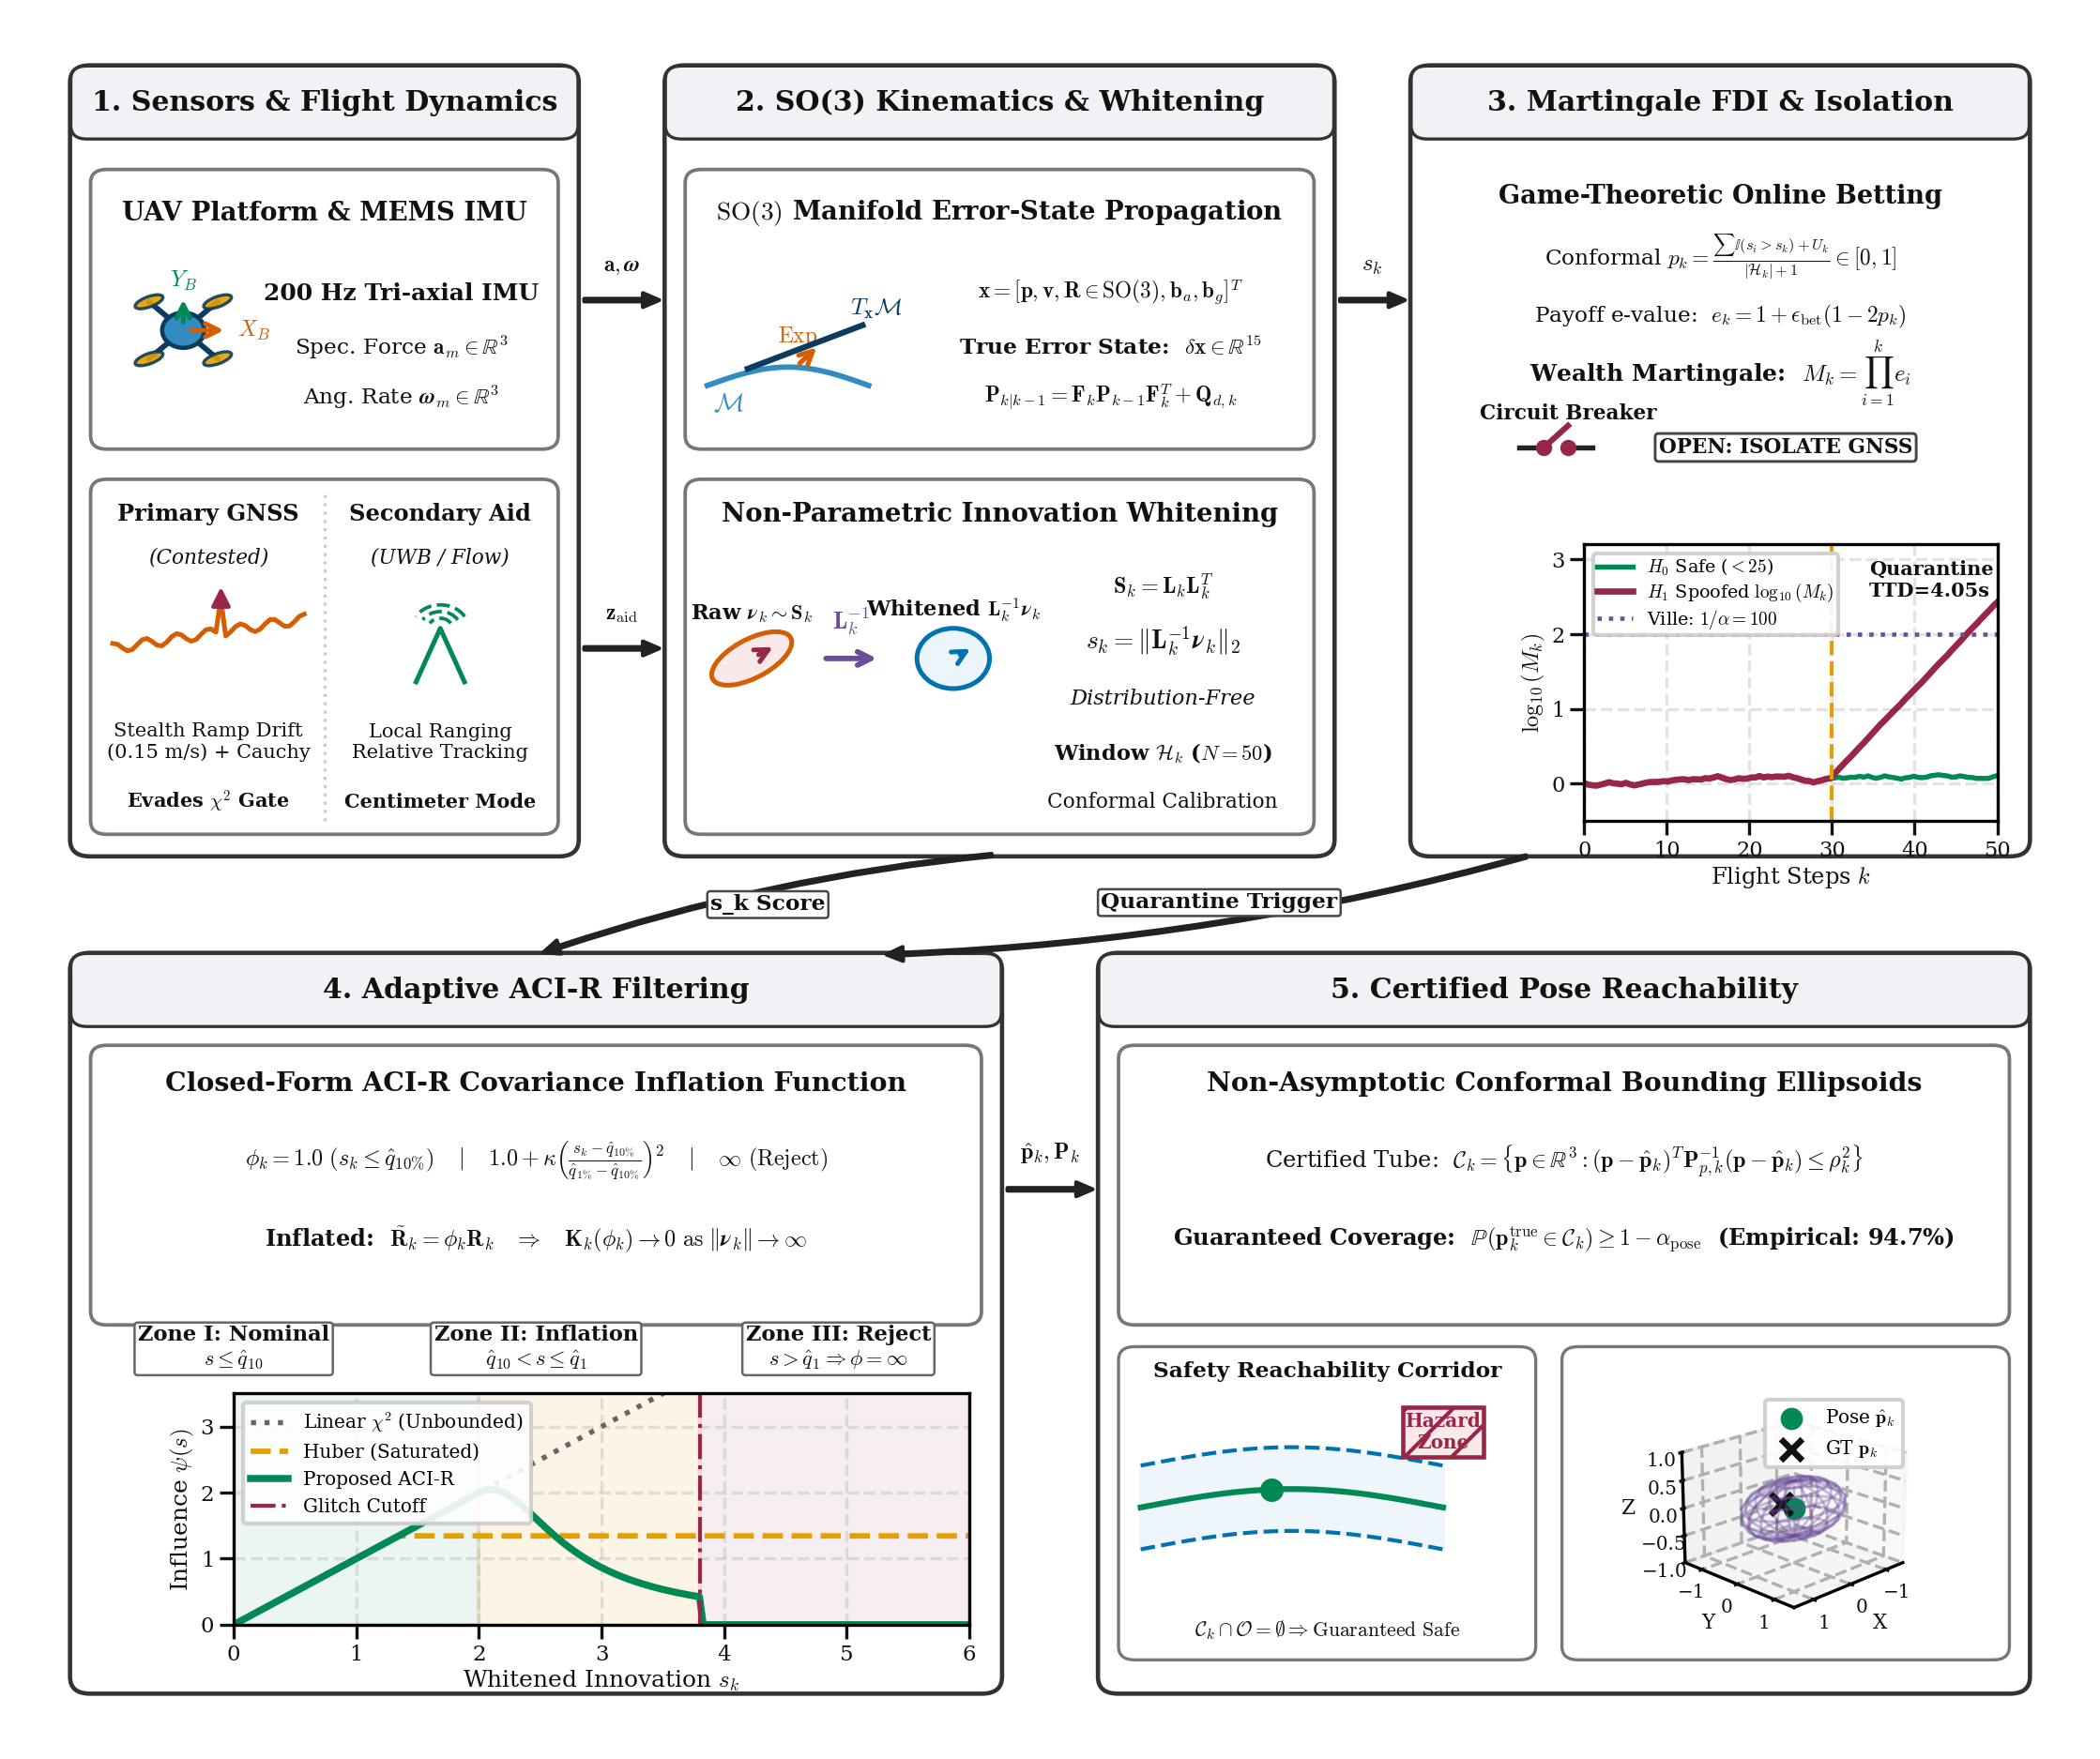 1. Sensors & Flight Dynamics
UAV Platform & MEMS IMU
Y_B
X_B
200 Hz Tri-axial IMU
Spec. Force a_m ∈ ℝ³
Ang. Rate ω_m ∈ ℝ³
Primary GNSS
(Contested)
Stealth Ramp Drift
(0.15 m/s) + Cauchy
Evades χ² Gate
Secondary Aid
(UWB / Flow)
Local Ranging
Relative Tracking
Centimeter Mode
a, ω
z_aid
2. SO(3) Kinematics & Whitening
SO(3) Manifold Error-State Propagation
T_x ℳ
Exp
ℳ
x = [p, v, R ∈ SO(3), b_a, b_g]^T
True Error State: δx ∈ ℝ¹⁵
P_{k|k−1} = F_k P_{k−1} F_k^T + Q_{d,k}
Non-Parametric Innovation Whitening
Raw ν_k ∼ S_k
L_k^{−1}
Whitened L_k^{−1} ν_k
S_k = L_k L_k^T
s_k = ‖L_k^{−1} ν_k‖₂
Distribution-Free
Window ℋ_k (N = 50)
Conformal Calibration
s_k
3. Martingale FDI & Isolation
Game-Theoretic Online Betting
Conformal p_k = (∑ 𝕀(s_i > s_k) + U_k) / (|ℋ_k| + 1) ∈ [0, 1]
Payoff e-value: e_k = 1 + ϵ_bet(1 − 2p_k)
Wealth Martingale: M_k = ∏_{i=1}^{k} e_i
Circuit Breaker
OPEN: ISOLATE GNSS
H_0 Safe (< 25)
H_1 Spoofed log_10 (M_k)
Ville: 1/α = 100
Quarantine
TTD=4.05s
log_10 (M_k)
3
2
1
0
0 10 20 30 40 50
Flight Steps k
s_k Score
Quarantine Trigger
4. Adaptive ACI-R Filtering
Closed-Form ACI-R Covariance Inflation Function
ϕ_k = 1.0 (s_k ≤ q̂_{10%}) | 1.0 + κ((s_k − q̂_{10%}) / (q̂_{1%} − q̂_{10%}))² | ∞ (Reject)
Inflated: R̃_k = ϕ_k R_k ⇒ K_k(ϕ_k) → 0 as ‖ν_k‖ → ∞
Zone I: Nominal
s ≤ q̂_10
Zone II: Inflation
q̂_10 < s ≤ q̂_1
Zone III: Reject
s > q̂_1 ⇒ ϕ = ∞
Linear χ² (Unbounded)
Huber (Saturated)
Proposed ACI-R
Glitch Cutoff
Influence ψ(s)
3
2
1
0
0 1 2 3 4 5 6
Whitened Innovation s_k
p̂_k, P_k
5. Certified Pose Reachability
Non-Asymptotic Conformal Bounding Ellipsoids
Certified Tube: 𝒞_k = {p ∈ ℝ³ : (p − p̂_k)^T P_{p,k}^{−1} (p − p̂_k) ≤ ρ_k²}
Guaranteed Coverage: ℙ(p_k^true ∈ 𝒞_k) ≥ 1 − α_pose (Empirical: 94.7%)
Safety Reachability Corridor
Hazard
Zone
𝒞_k ∩ 𝒪 = ∅ ⇒ Guaranteed Safe
Pose p̂_k
GT p_k
Z
1.0
0.5
0.0
−0.5
−1.0
−1 0 1
Y
1 0 −1
X